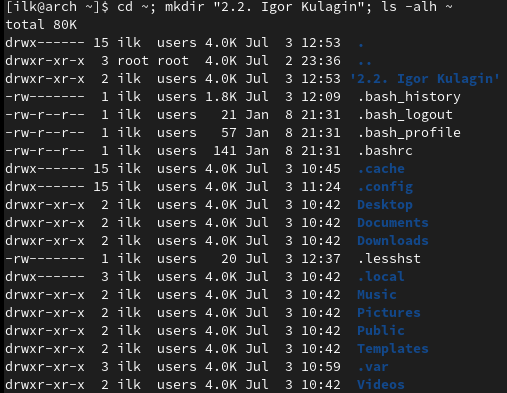 [ilk@arch ~]$ cd ~; mkdir "2.2. Igor Kulagin"; ls -alh ~
total 80K
drwx------ 15 ilk  users 4.0K Jul  3 12:53  .
drwxr-xr-x  3 root root  4.0K Jul  2 23:36  ..
drwxr-xr-x  2 ilk  users 4.0K Jul  3 12:53 '2.2. Igor Kulagin'
-rw-------  1 ilk  users 1.8K Jul  3 12:09  .bash_history
-rw-r--r--  1 ilk  users   21 Jan  8 21:31  .bash_logout
-rw-r--r--  1 ilk  users   57 Jan  8 21:31  .bash_profile
-rw-r--r--  1 ilk  users  141 Jan  8 21:31  .bashrc
drwx------ 15 ilk  users 4.0K Jul  3 10:45  .cache
drwx------ 15 ilk  users 4.0K Jul  3 11:24  .config
drwxr-xr-x  2 ilk  users 4.0K Jul  3 10:42  Desktop
drwxr-xr-x  2 ilk  users 4.0K Jul  3 10:42  Documents
drwxr-xr-x  2 ilk  users 4.0K Jul  3 10:42  Downloads
-rw-------  1 ilk  users   20 Jul  3 12:37  .lesshst
drwx------  3 ilk  users 4.0K Jul  3 10:42  .local
drwxr-xr-x  2 ilk  users 4.0K Jul  3 10:42  Music
drwxr-xr-x  2 ilk  users 4.0K Jul  3 10:42  Pictures
drwxr-xr-x  2 ilk  users 4.0K Jul  3 10:42  Public
drwxr-xr-x  2 ilk  users 4.0K Jul  3 10:42  Templates
drwxr-xr-x  3 ilk  users 4.0K Jul  3 10:59  .var
drwxr-xr-x  2 ilk  users 4.0K Jul  3 10:42  Videos